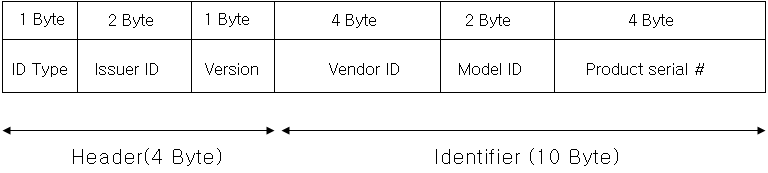 1 Byte 2 Byte 1 Byte 4 Byte 2 Byte 4 Byte
ID Type Issuer ID Version Vendor ID Model ID Product serial #
Header(4 Byte) Identifier (10 Byte)